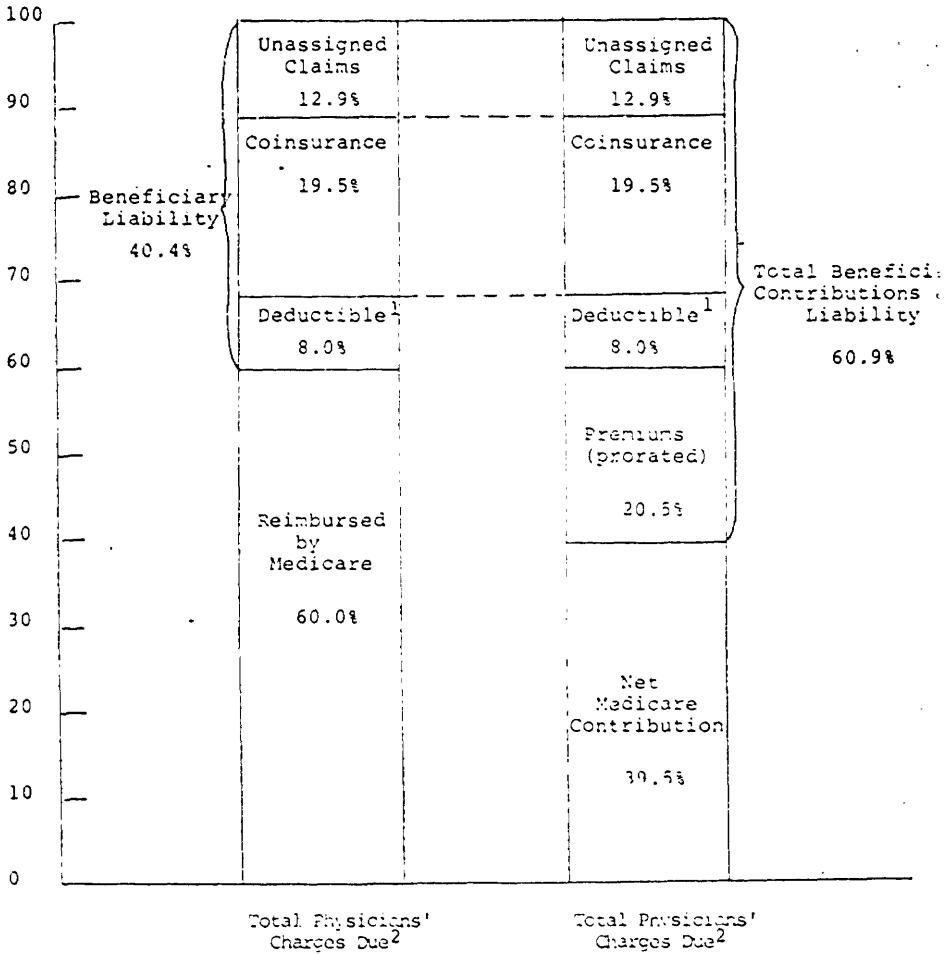 100
90
80
70
60
50
40
30
20
10
0
Beneficiary
Liability
40.4%
Unassigned
Claims
12.9%
Coinsurance
19.5%
Deductible1
8.0%
Reimbursed
by
Medicare
60.0%
Total Physicians'
Charges Due2
Unassigned
Claims
12.9%
Coinsurance
19.5%
Deductible1
8.0%
Premiums
(prorated)
20.5%
Net
Medicare
Contribution
39.5%
Total Physicians'
Charges Due2
Total Benefici
Contributions
Liability
60.9%